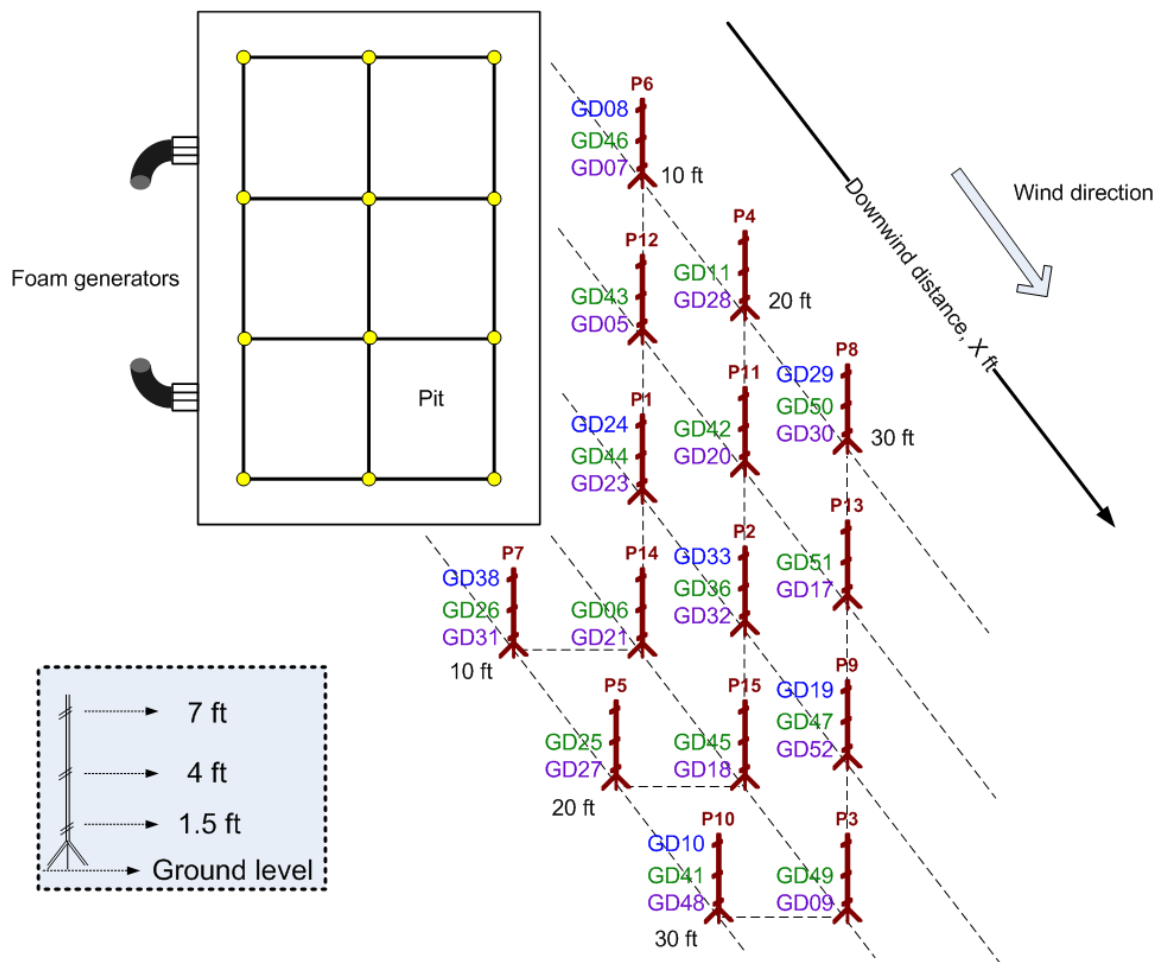 P6
GD08
GD46
GD07
10 ft
Downwind distance, X ft
Wind direction
P4
GD11
GD28
20 ft
P12
GD43
GD05
Foam generators
P8
GD29
GD50
GD30
30 ft
P11
GD42
GD20
Pit
P1
GD24
GD44
GD23
P13
GD51
GD17
P2
GD33
GD36
GD32
P7
GD38
GD26
GD31
10 ft
P14
GD06
GD21
P9
GD19
GD47
GD52
P5
GD25
GD27
20 ft
P15
GD45
GD18
P10
GD10
GD41
GD48
30 ft
P3
GD49
GD09
7 ft
4 ft
1.5 ft
Ground level